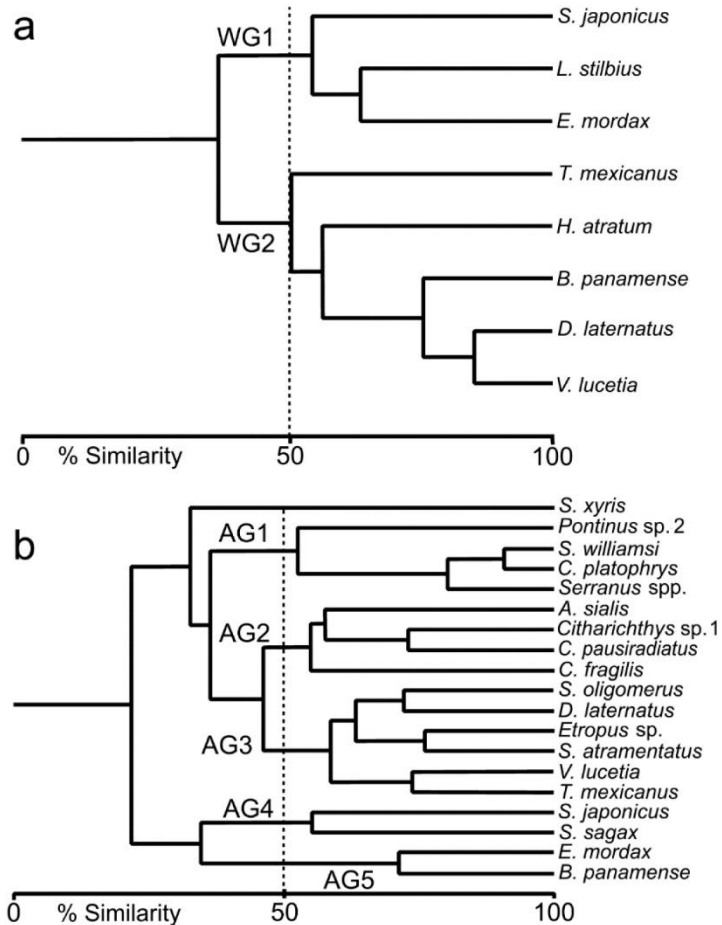 a
WG1
S. japonicus
L. stilbius
E. mordax
T. mexicanus
WG2
H. atratum
B. panamense
D. laternatus
V. lucetia
0 % Similarity 50 100
b
S. xyris
AG1
Pontinus sp. 2
S. williamsi
C. platophrys
Serranus spp.
AG2
A. sialis
Citharichthys sp.1
C. pausiradiatus
C. fragilis
AG3
S. oligomerus
D. laternatus
Etropus sp.
S. atramentatus
V. lucetia
T. mexicanus
AG4
S. japonicus
S. sagax
E. mordax
AG5
B. panamense
0 % Similarity 50 100